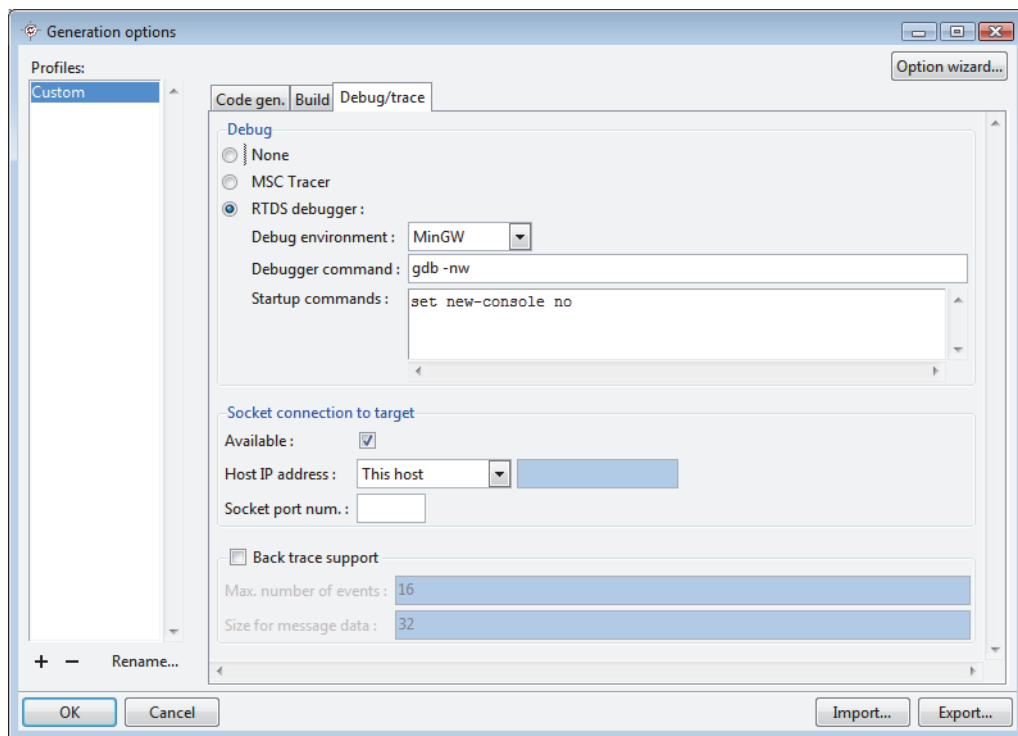 Generation options
Profiles:
Option wizard...
Custom
Code gen. Build Debug/trace
Debug
None
MSC Tracer
RTDS debugger :
Debug environment : MinGW
Debugger command : gdb -nw
Startup commands : set new-console no
Socket connection to target
Available :
Host IP address : This host
Socket port num. :
Back trace support
Max. number of events : 16
Size for message data : 32
+ − Rename...
OK Cancel Import... Export...